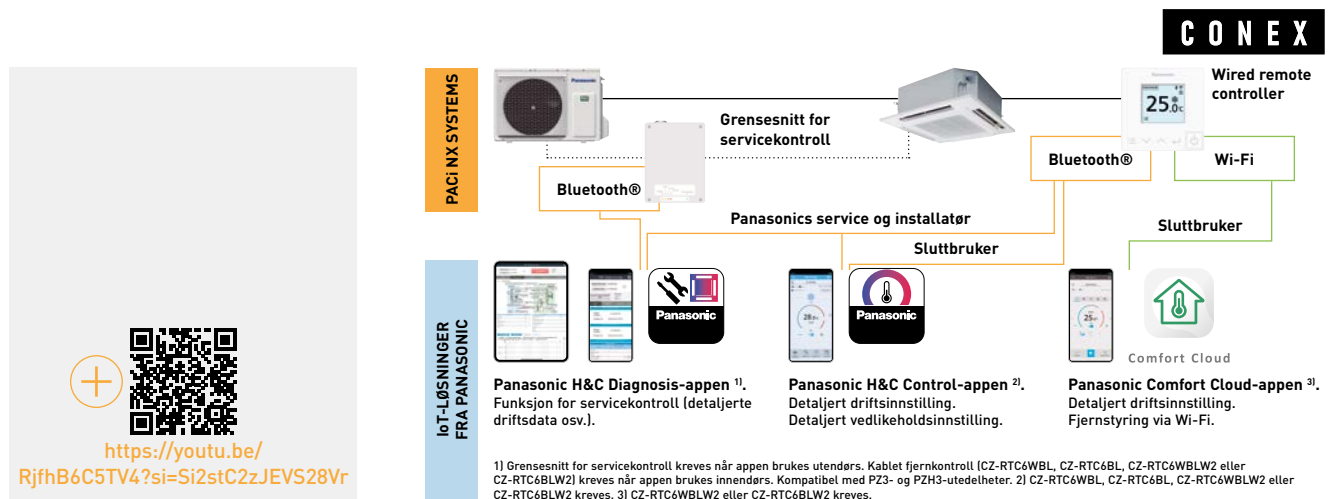 CONEX
PACi NX SYSTEMS
Panasonic
Wired remote
controller
Panasonic
25.0c
Grensesnitt for
servicekontroll
Bluetooth®
Bluetooth®
Wi-Fi
Panasonics service og installatør
Sluttbruker
Sluttbruker
IoT-LØSNINGER
FRA PANASONIC
Panasonic
Panasonic
Comfort Cloud
Panasonic H&C Diagnosis-appen 1).
Funksjon for servicekontroll (detaljerte
driftsdata osv.).
Panasonic H&C Control-appen 2).
Detaljert driftsinnstilling.
Detaljert vedlikeholdsinnstilling.
Panasonic Comfort Cloud-appen 3).
Detaljert driftsinnstilling.
Fjernstyring via Wi-Fi.
https://youtu.be/
RjfhB6C5TV4?si=Si2stC2zJEVS28Vr
1) Grensesnitt for servicekontroll kreves når appen brukes utendørs. Kablet fjernkontroll (CZ-RTC6WBL, CZ-RTC6BL, CZ-RTC6WBLW2 eller
CZ-RTC6BLW2) kreves når appen brukes innendørs. Kompatibel med PZ3- og PZH3-utedelheter. 2) CZ-RTC6WBL, CZ-RTC6BL, CZ-RTC6WBLW2 eller
CZ-RTC6BLW2 kreves. 3) CZ-RTC6WBLW2 eller CZ-RTC6BLW2 kreves.